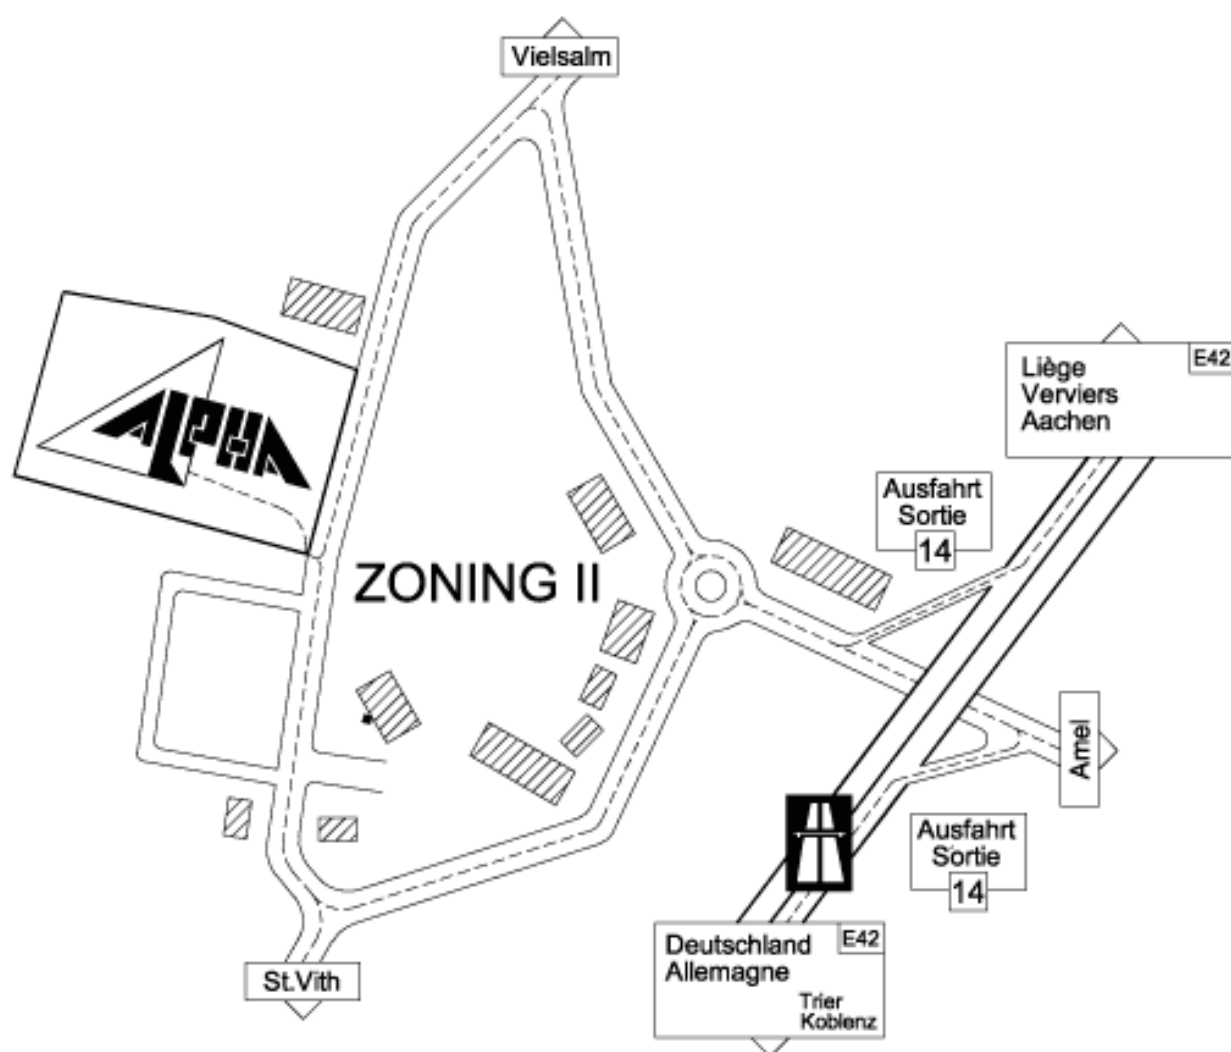 Vielsalm
E42
Liège
Verviers
Aachen
ALPHA
Ausfahrt
Sortie
14
ZONING II
Amel
Ausfahrt
Sortie
14
Deutschland
E42
Allemagne
Trier
Koblenz
St.Vith